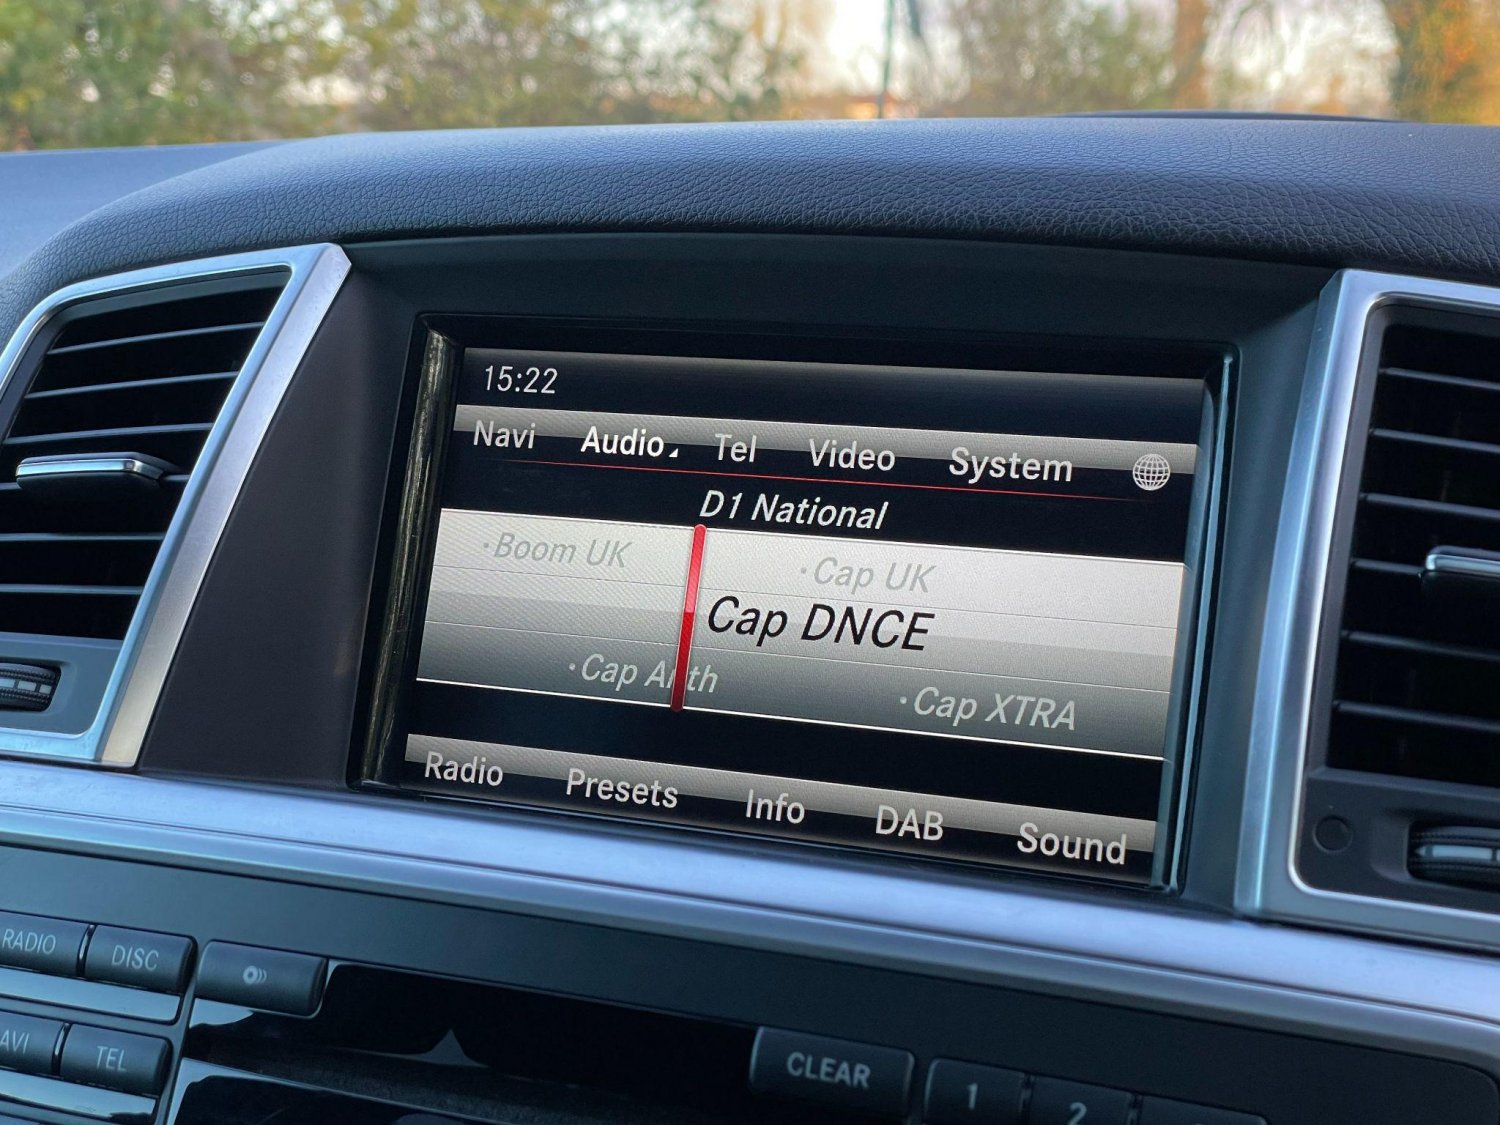 15:22
Navi Audio Tel Video System
D1 National
·Boom UK ·Cap UK
Cap DNCE
·Cap XTRA
Radio Presets Info DAB Sound
RADIO DISC
TEL
CLEAR 1 2